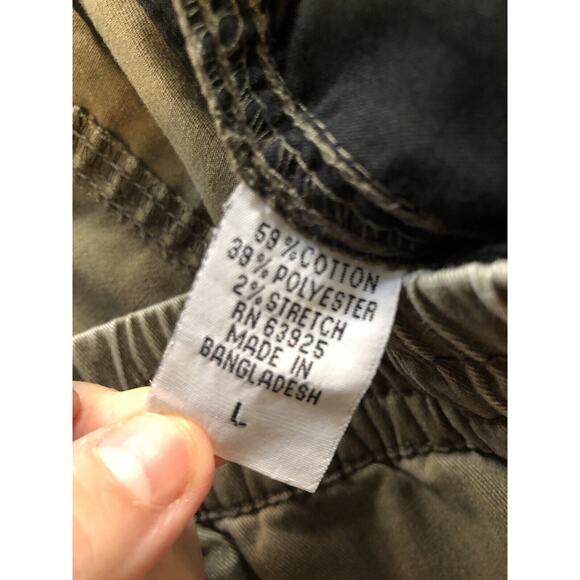 59% COTTON
39% POLYESTER
2% STRETCH
RN 63925
MADE IN
BANGLADESH
L